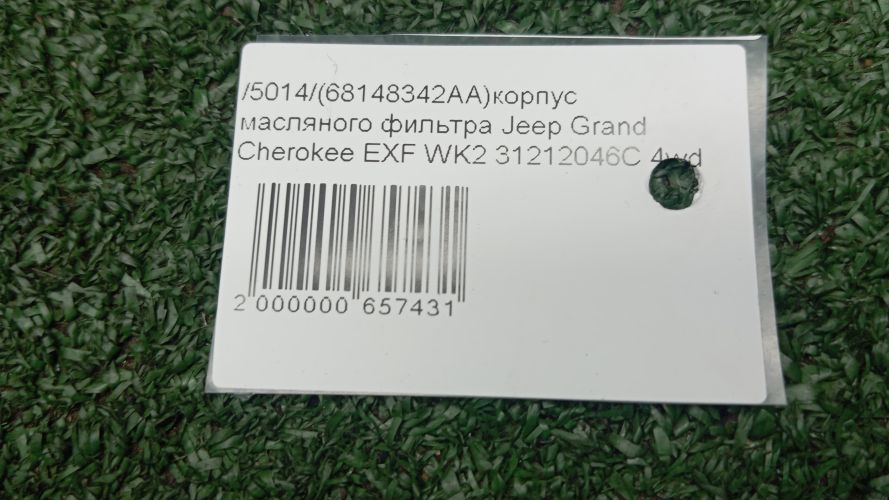 /5014/(68148342AA)корпус
масляного фильтра Jeep Grand
Cherokee EXF WK2 31212046C 4wd
2 000000 657431